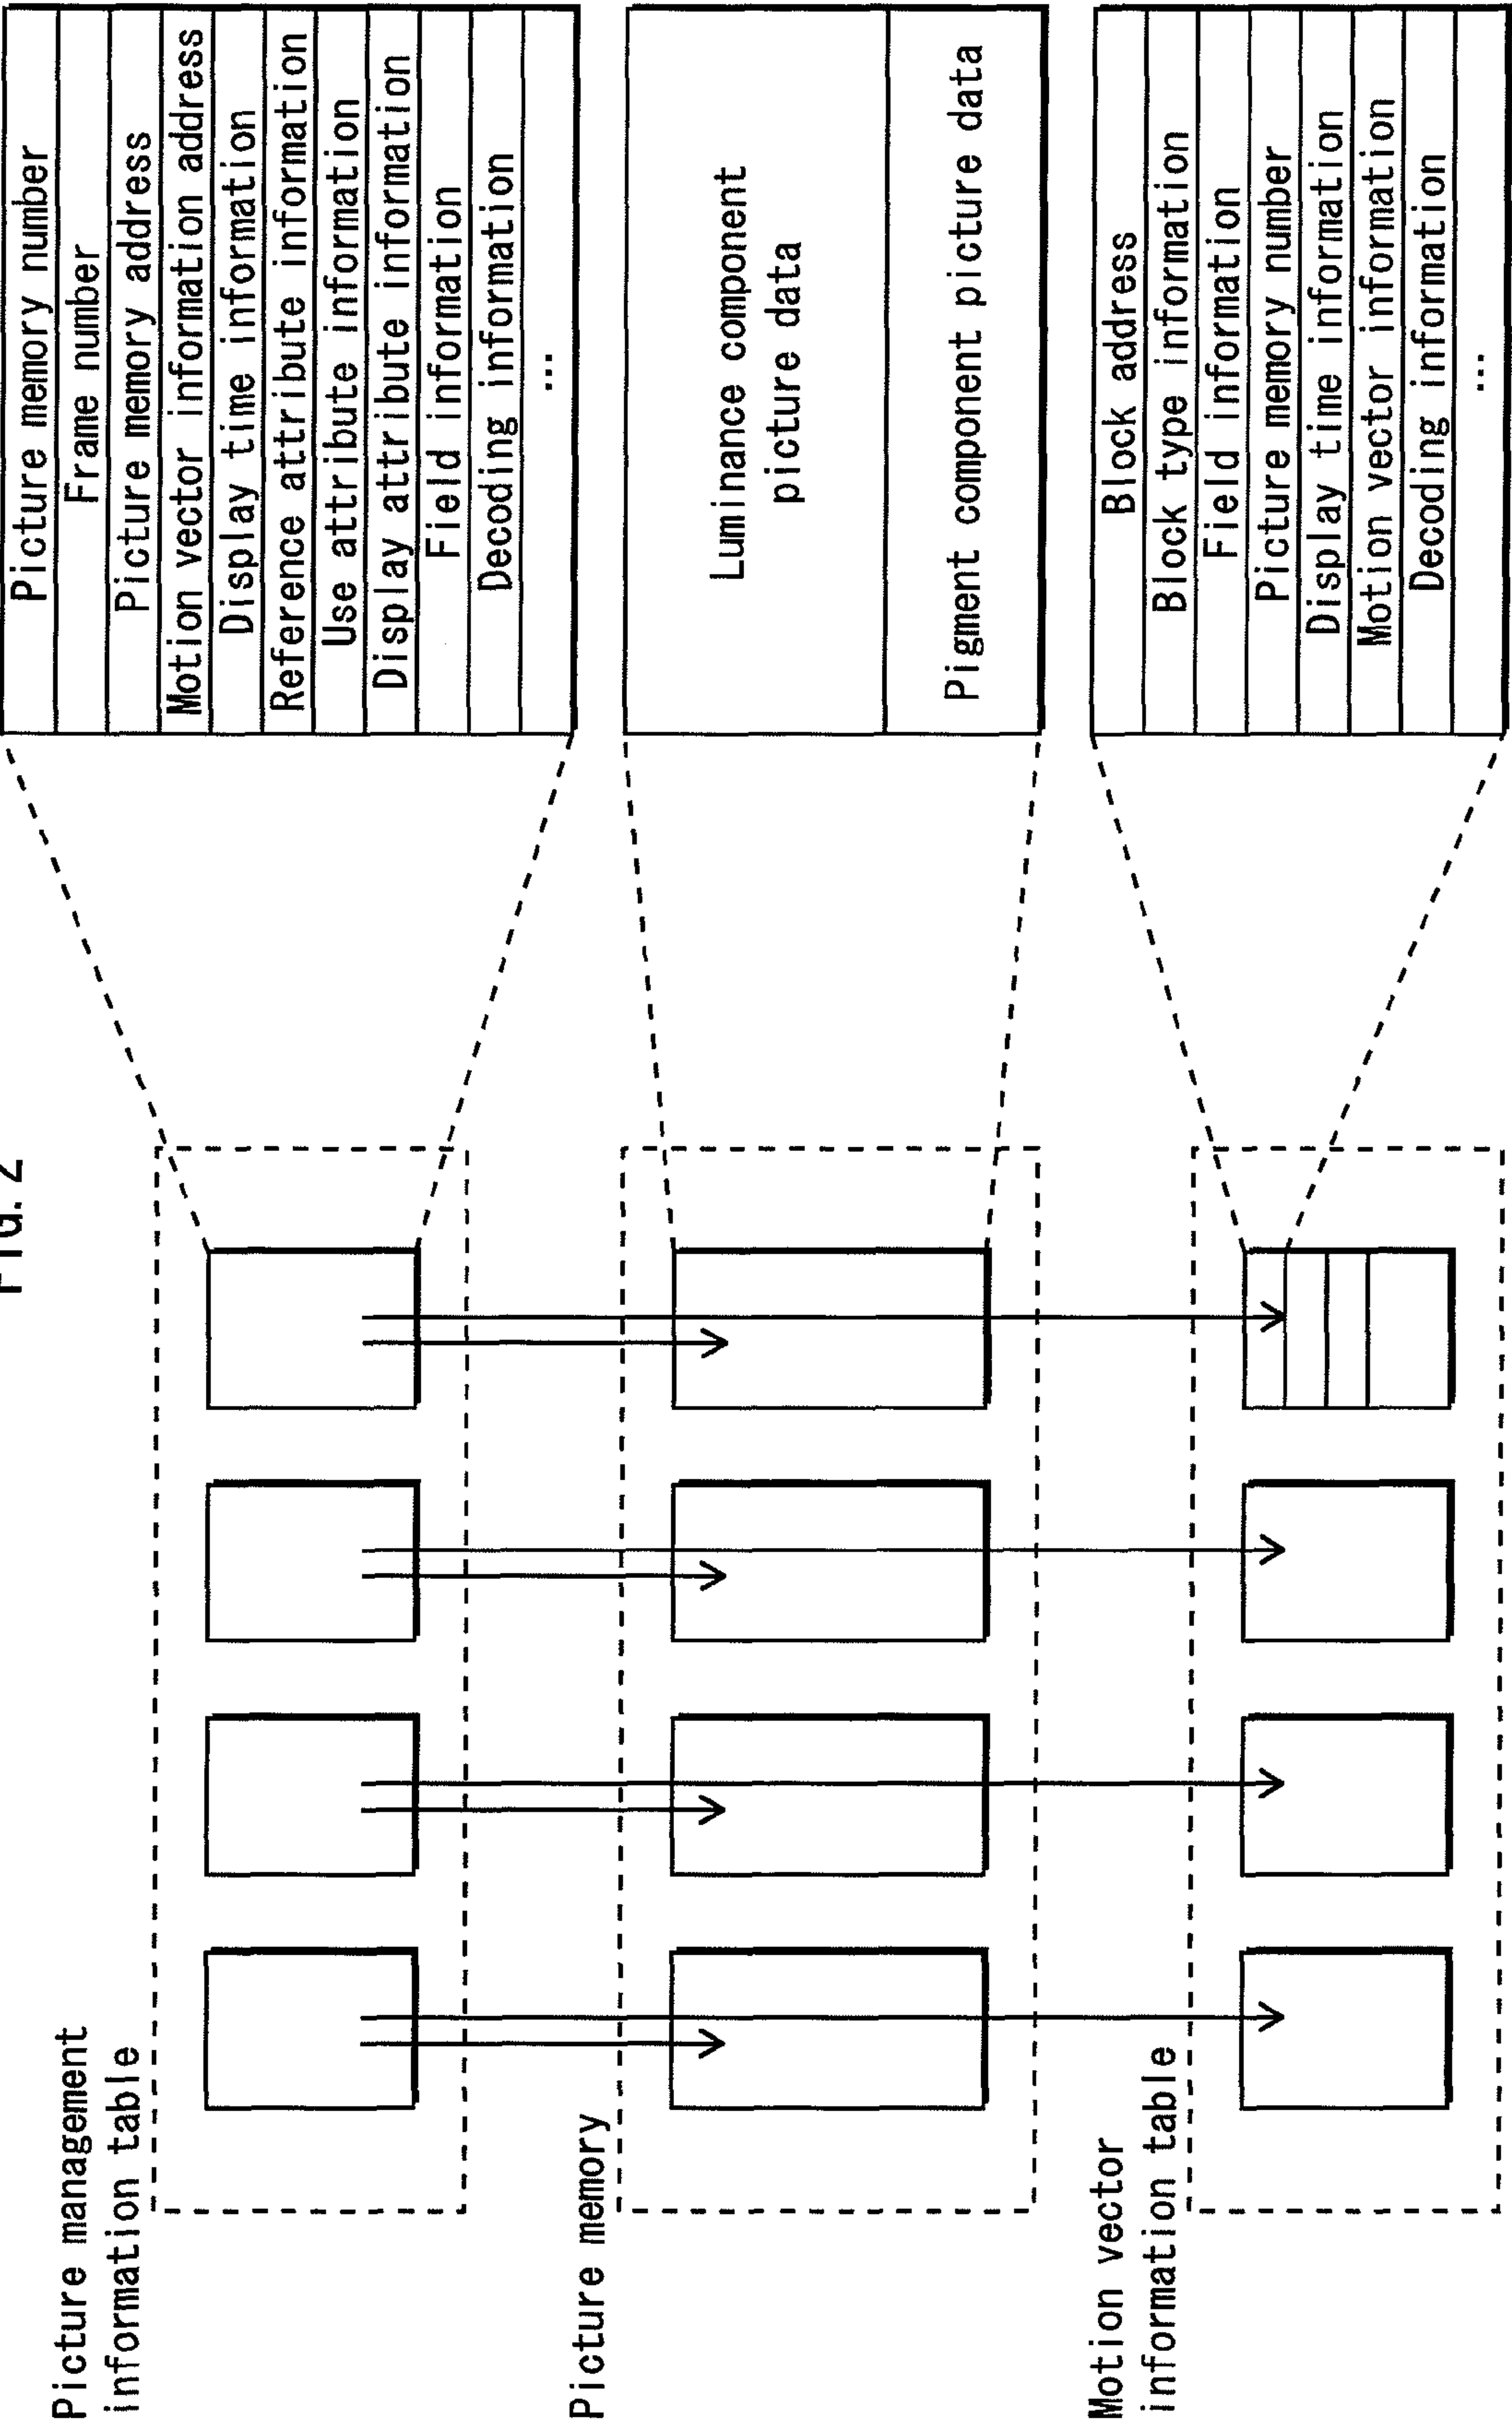 FIG. 2
Picture management
information table
Picture memory number
Frame number
Picture memory address
Motion vector information address
Display time information
Reference attribute information
Use attribute information
Display attribute information
Field information
Decoding information
...
Picture memory
Luminance component
picture data
Pigment component picture data
Motion vector
information table
Block address
Block type information
Field information
Picture memory number
Display time information
Motion vector information
Decoding information
...